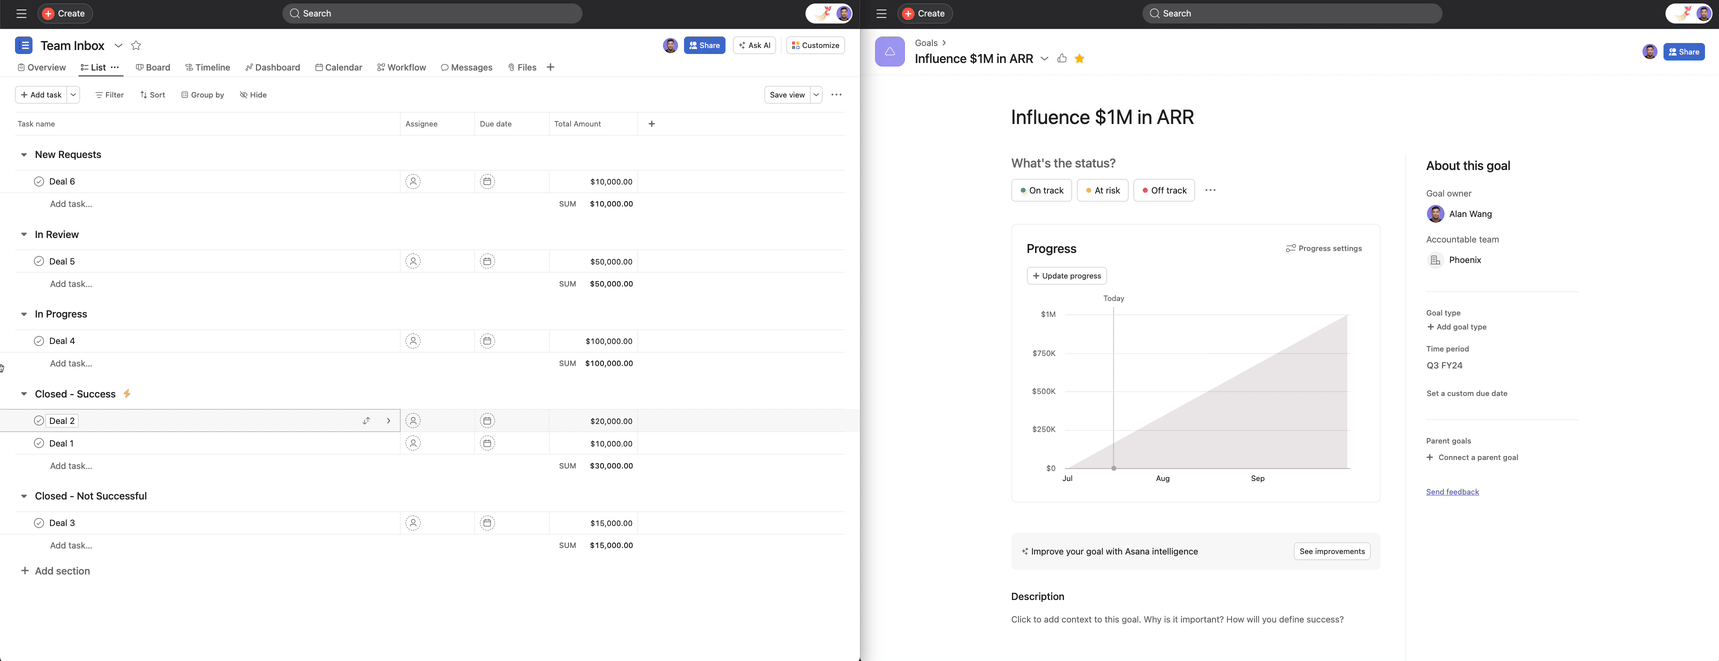 Create
Search
Team Inbox
Share
Ask AI
Customize
Overview
List
Board
Timeline
Dashboard
Calendar
Workflow
Messages
Files
Add task
Filter
Sort
Group by
Hide
Save view
Task name
Assignee
Due date
Total Amount
New Requests
Deal 6
$10,000.00
Add task...
SUM $10,000.00
In Review
Deal 5
$50,000.00
Add task...
SUM $50,000.00
In Progress
Deal 4
$100,000.00
Add task...
SUM $100,000.00
Closed - Success
Deal 2
$20,000.00
Deal 1
$10,000.00
Add task...
SUM $30,000.00
Closed - Not Successful
Deal 3
$15,000.00
Add task...
SUM $15,000.00
Add section
Create
Search
Goals
Influence $1M in ARR
Share
Influence $1M in ARR
What's the status?
On track
At risk
Off track
Progress
Progress settings
Update progress
Today
$1M
$750K
$500K
$250K
$0
Jul
Aug
Sep
Improve your goal with Asana intelligence
See improvements
Description
Click to add context to this goal. Why is it important? How will you define success?
About this goal
Goal owner
Alan Wang
Accountable team
Phoenix
Goal type
Add goal type
Time period
Q3 FY24
Set a custom due date
Parent goals
Connect a parent goal
Send feedback